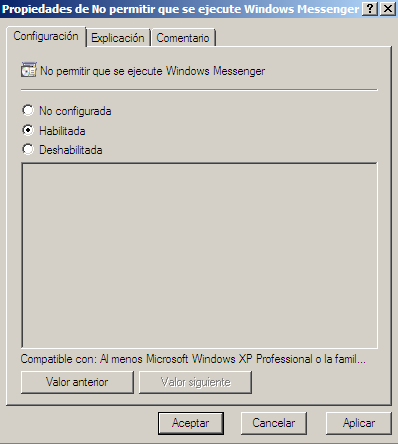 Propiedades de No permitir que se ejecute Windows Messenger
Configuración
Explicación
Comentario
No permitir que se ejecute Windows Messenger
No configurada
Habilitada
Deshabilitada
Compatible con: Al menos Microsoft Windows XP Professional o la famil...
Valor anterior
Valor siguiente
Aceptar
Cancelar
Aplicar